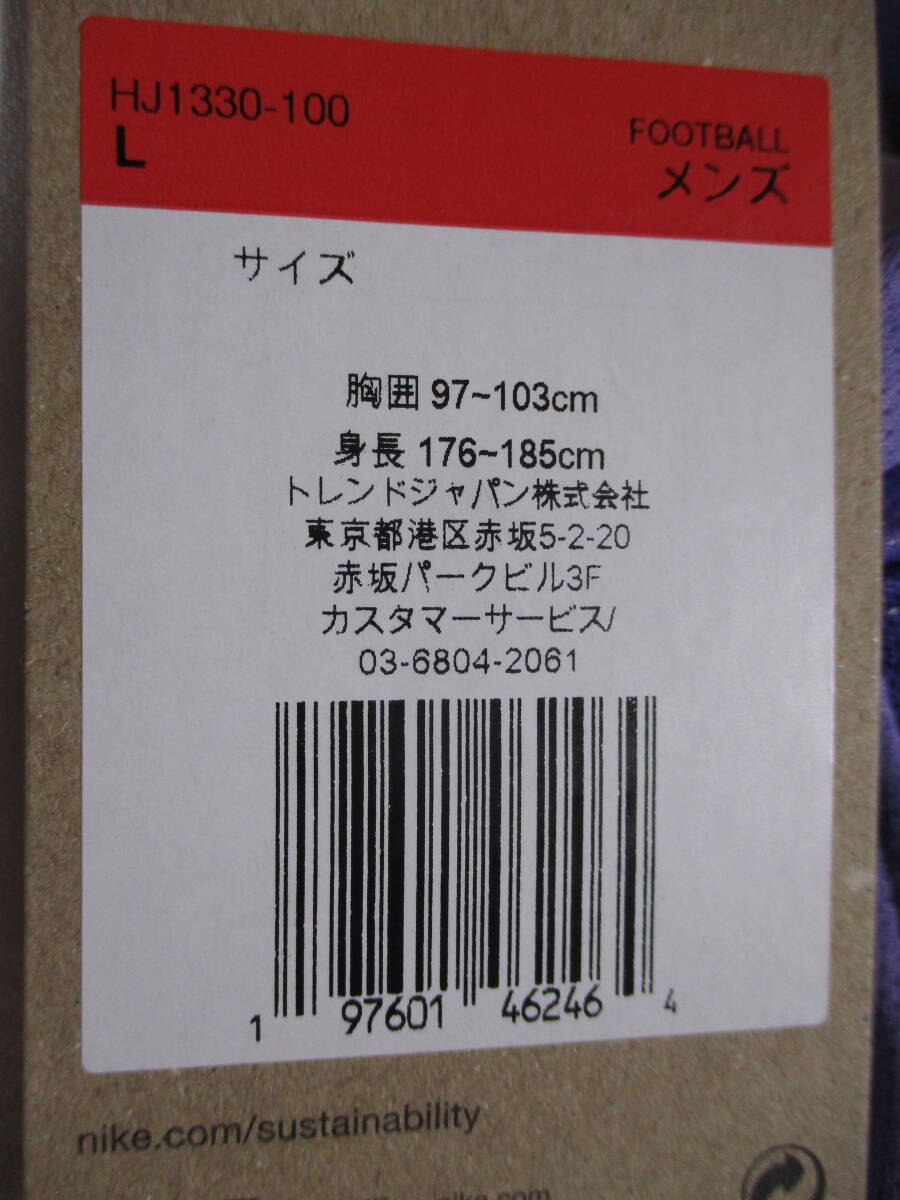 HJ1330-100
L
FOOTBALL
メンズ
サイズ
胸囲 97~103cm
身長 176~185cm
トレンドジャパン株式会社
東京都港区赤坂5-2-20
赤坂パークビル3F
カスタマーサービス/
03-6804-2061
1 97601 46246 4
nike.com/sustainability